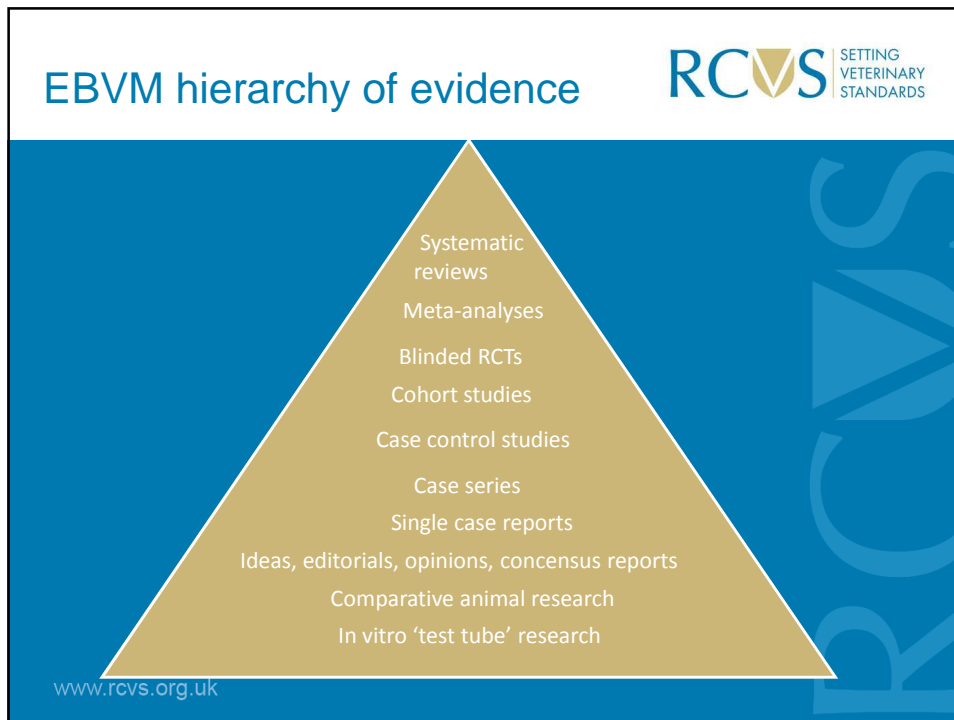 EBVM hierarchy of evidence
RCVS
SETTING
VETERINARY
STANDARDS
Systematic
reviews
Meta-analyses
Blinded RCTs
Cohort studies
Case control studies
Case series
Single case reports
Ideas, editorials, opinions, concensus reports
Comparative animal research
In vitro ‘test tube’ research
www.rcvs.org.uk
RCVS